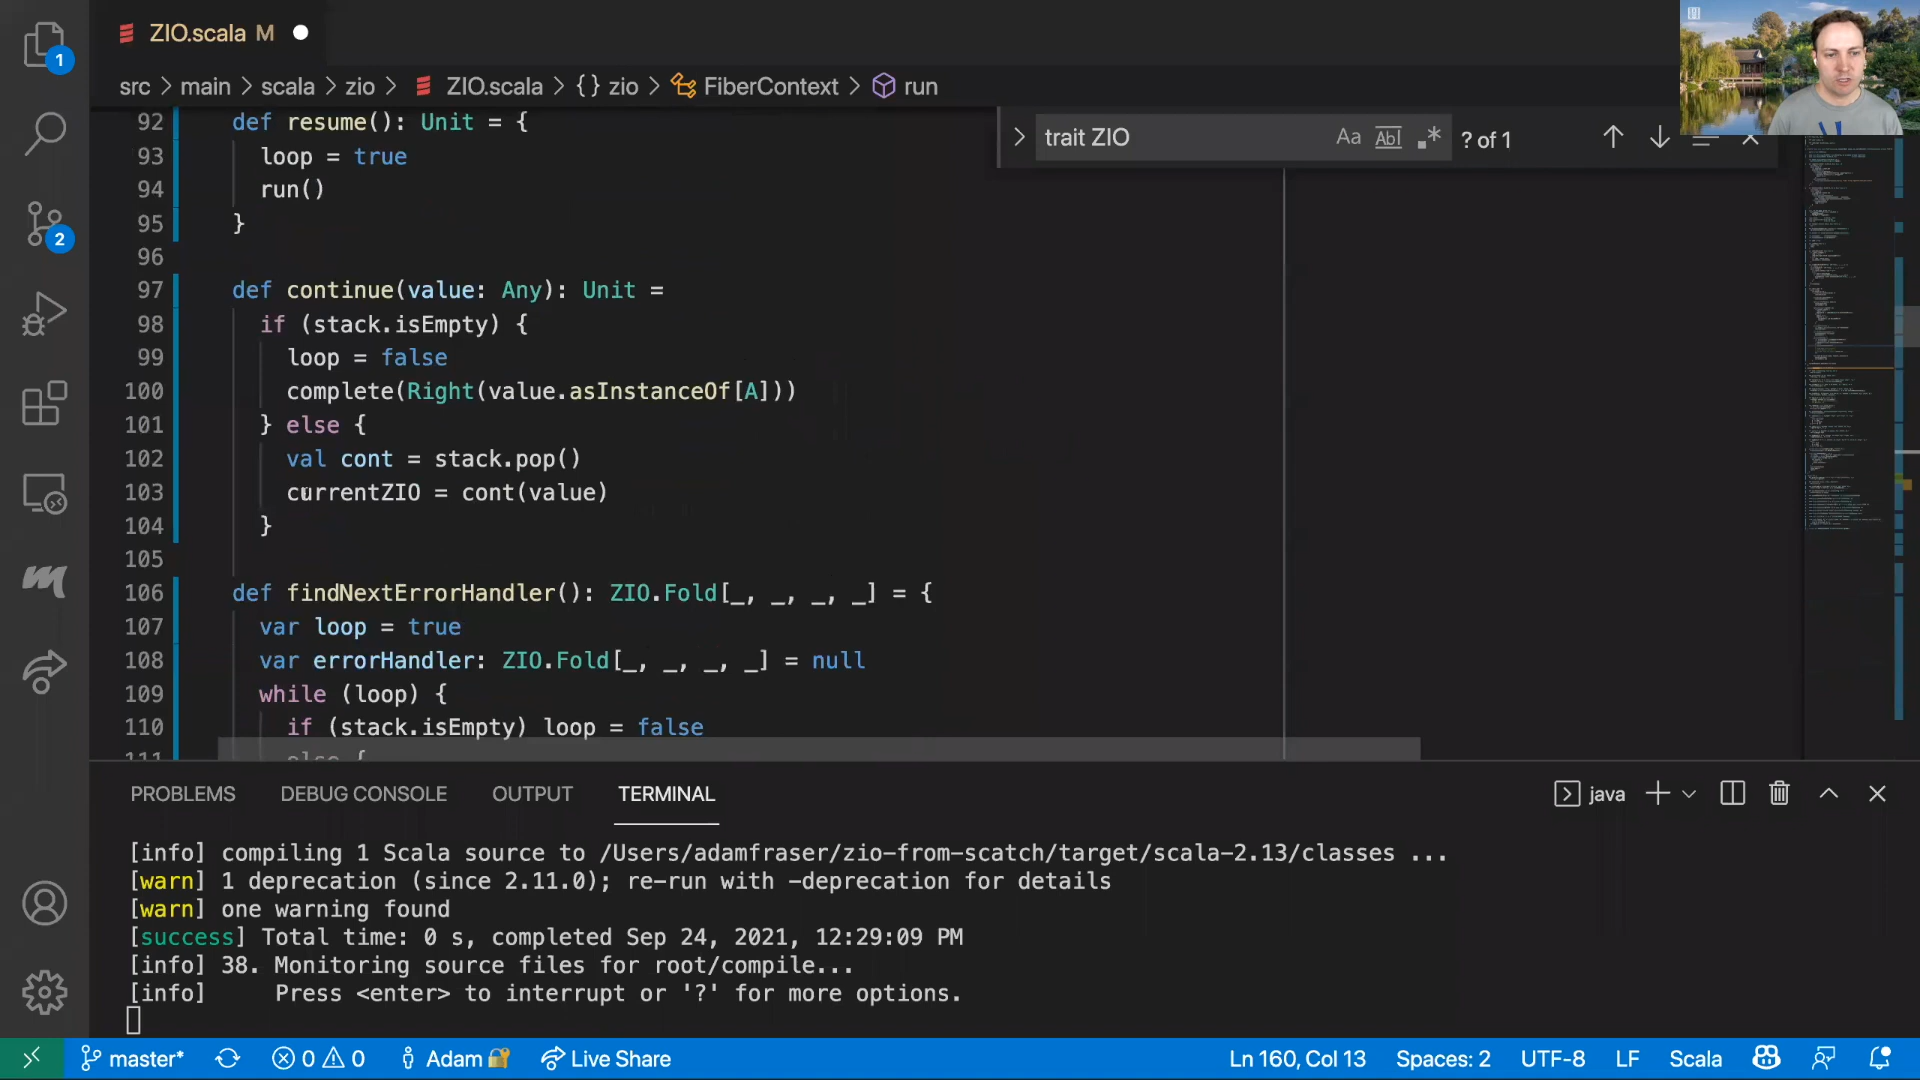 ZIO.scala M
1
src > main > scala > zio > ZIO.scala > {} zio > FiberContext > run
trait ZIO
Aa Abl .* ? of 1
92 def resume(): Unit = {
93 loop = true
94 run()
95 }
96
97 def continue(value: Any): Unit =
98 if (stack.isEmpty) {
99 loop = false
100 complete(Right(value.asInstanceOf[A]))
101 } else {
102 val cont = stack.pop()
103 currentZIO = cont(value)
104 }
105
106 def findNextErrorHandler(): ZIO.Fold[_, _, _, _] = {
107 var loop = true
108 var errorHandler: ZIO.Fold[_, _, _, _] = null
109 while (loop) {
110 if (stack.isEmpty) loop = false
111 else {
2
PROBLEMS DEBUG CONSOLE OUTPUT TERMINAL
java
[info] compiling 1 Scala source to /Users/adamfraser/zio-from-scatch/target/scala-2.13/classes ...
[warn] 1 deprecation (since 2.11.0); re-run with -deprecation for details
[warn] one warning found
[success] Total time: 0 s, completed Sep 24, 2021, 12:29:09 PM
[info] 38. Monitoring source files for root/compile...
[info] Press <enter> to interrupt or '?' for more options.
master* 0 0 Adam Live Share
Ln 160, Col 13 Spaces: 2 UTF-8 LF Scala